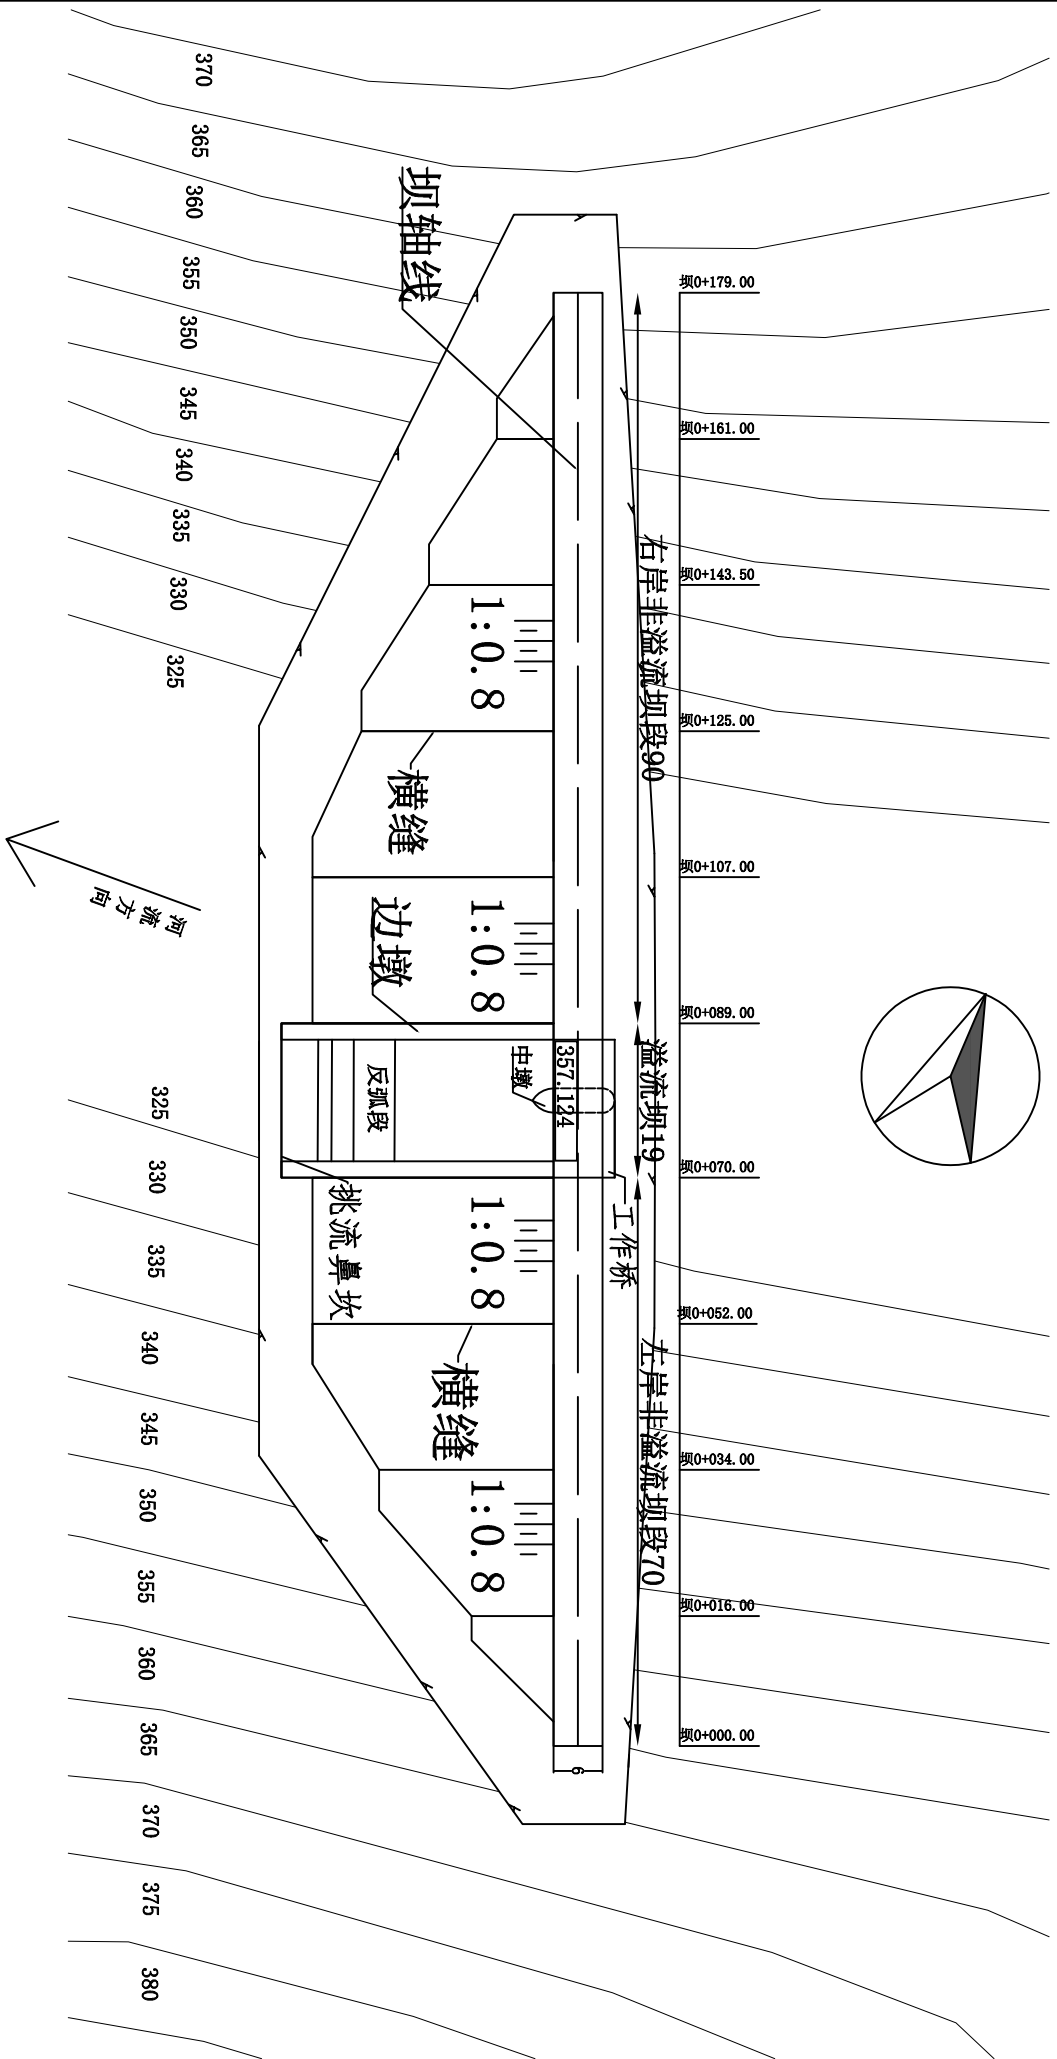 370
365
360
355
350
345
340
335
330
325
坝轴线
坝0+179.00
坝0+161.00
坝0+143.50
坝0+125.00
坝0+107.00
坝0+089.00
坝0+070.00
坝0+052.00
坝0+034.00
坝0+016.00
坝0+000.00
右岸非溢流坝段90
溢流坝19
左岸非溢流坝段70
1:0.8
横缝
1:0.8
边墩
河流方向
中墩
357.124
反弧段
挑流鼻坎
工作桥
1:0.8
横缝
1:0.8
6
325
330
335
340
345
350
355
360
365
370
375
380